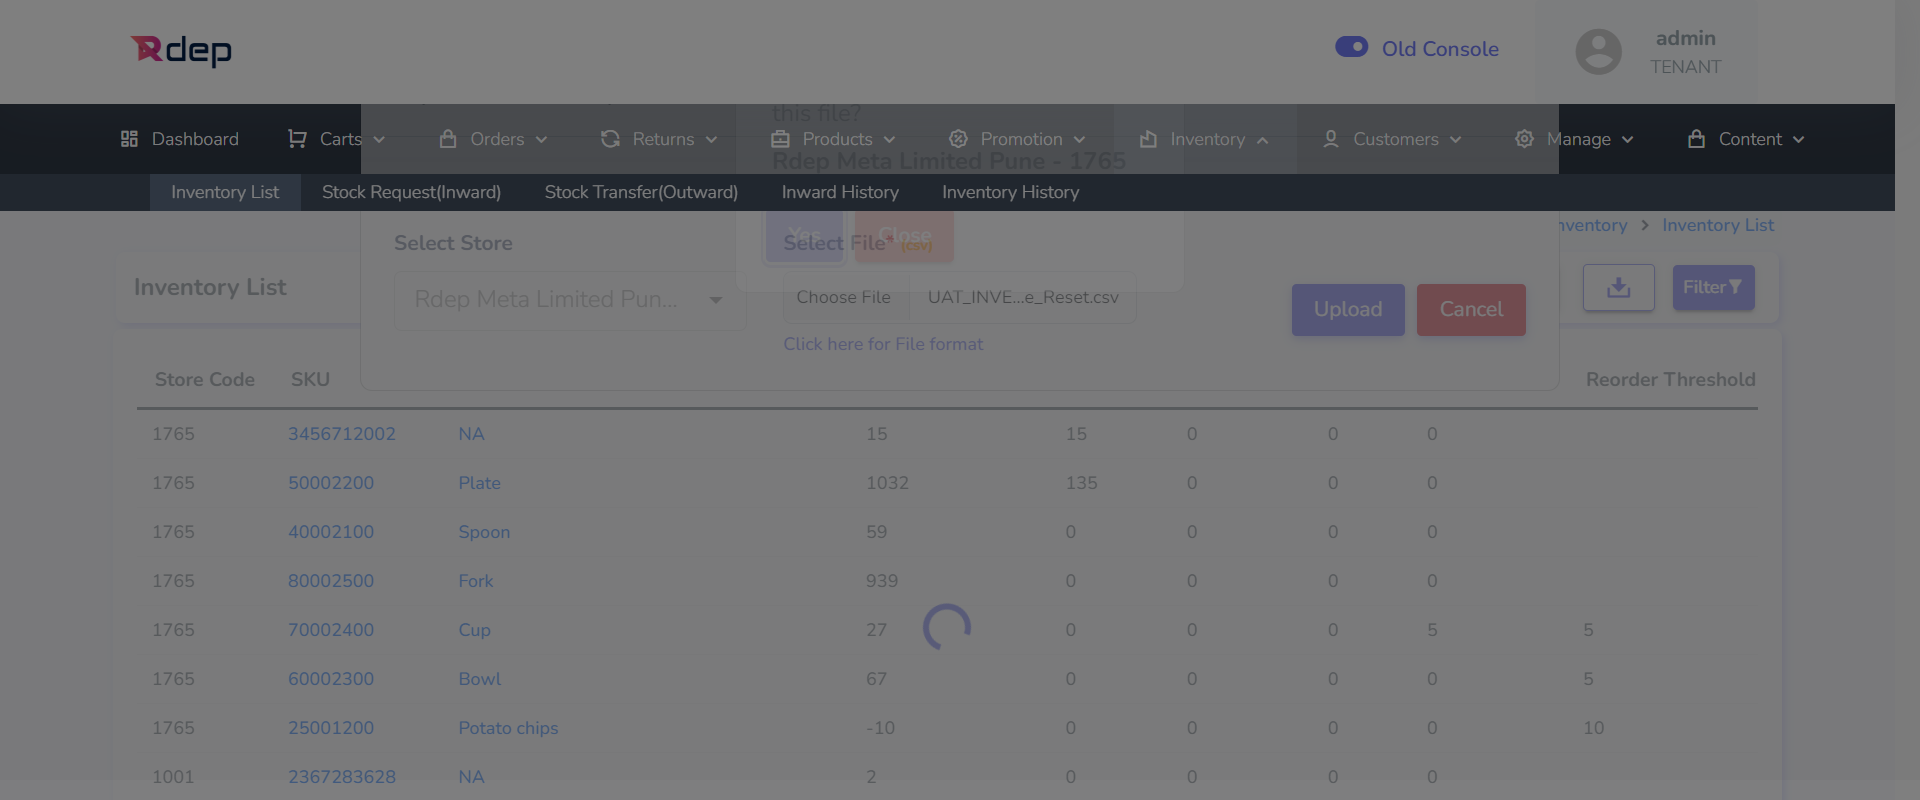 Rdep
Old Console
admin
TENANT
this file?
Dashboard Carts Orders Returns Products Promotion Inventory Customers Manage Content
Rdep Meta Limited Pune - 1765
Inventory List Stock Request(Inward) Stock Transfer(Outward) Inward History Inventory History
nventory > Inventory List
Yes Close
Select Store Select File* (csv)
Inventory List
Rdep Meta Limited Pun... Choose File UAT_INVE...e_Reset.csv Upload Cancel
Filter
Click here for File format
Store Code SKU Reorder Threshold
1765 3456712002 NA 15 15 0 0 0
1765 50002200 Plate 1032 135 0 0 0
1765 40002100 Spoon 59 0 0 0 0
1765 80002500 Fork 939 0 0 0 0
1765 70002400 Cup 27 0 0 0 5 5
1765 60002300 Bowl 67 0 0 0 0 5
1765 25001200 Potato chips -10 0 0 0 0 10
1001 2367283628 NA 2 0 0 0 0